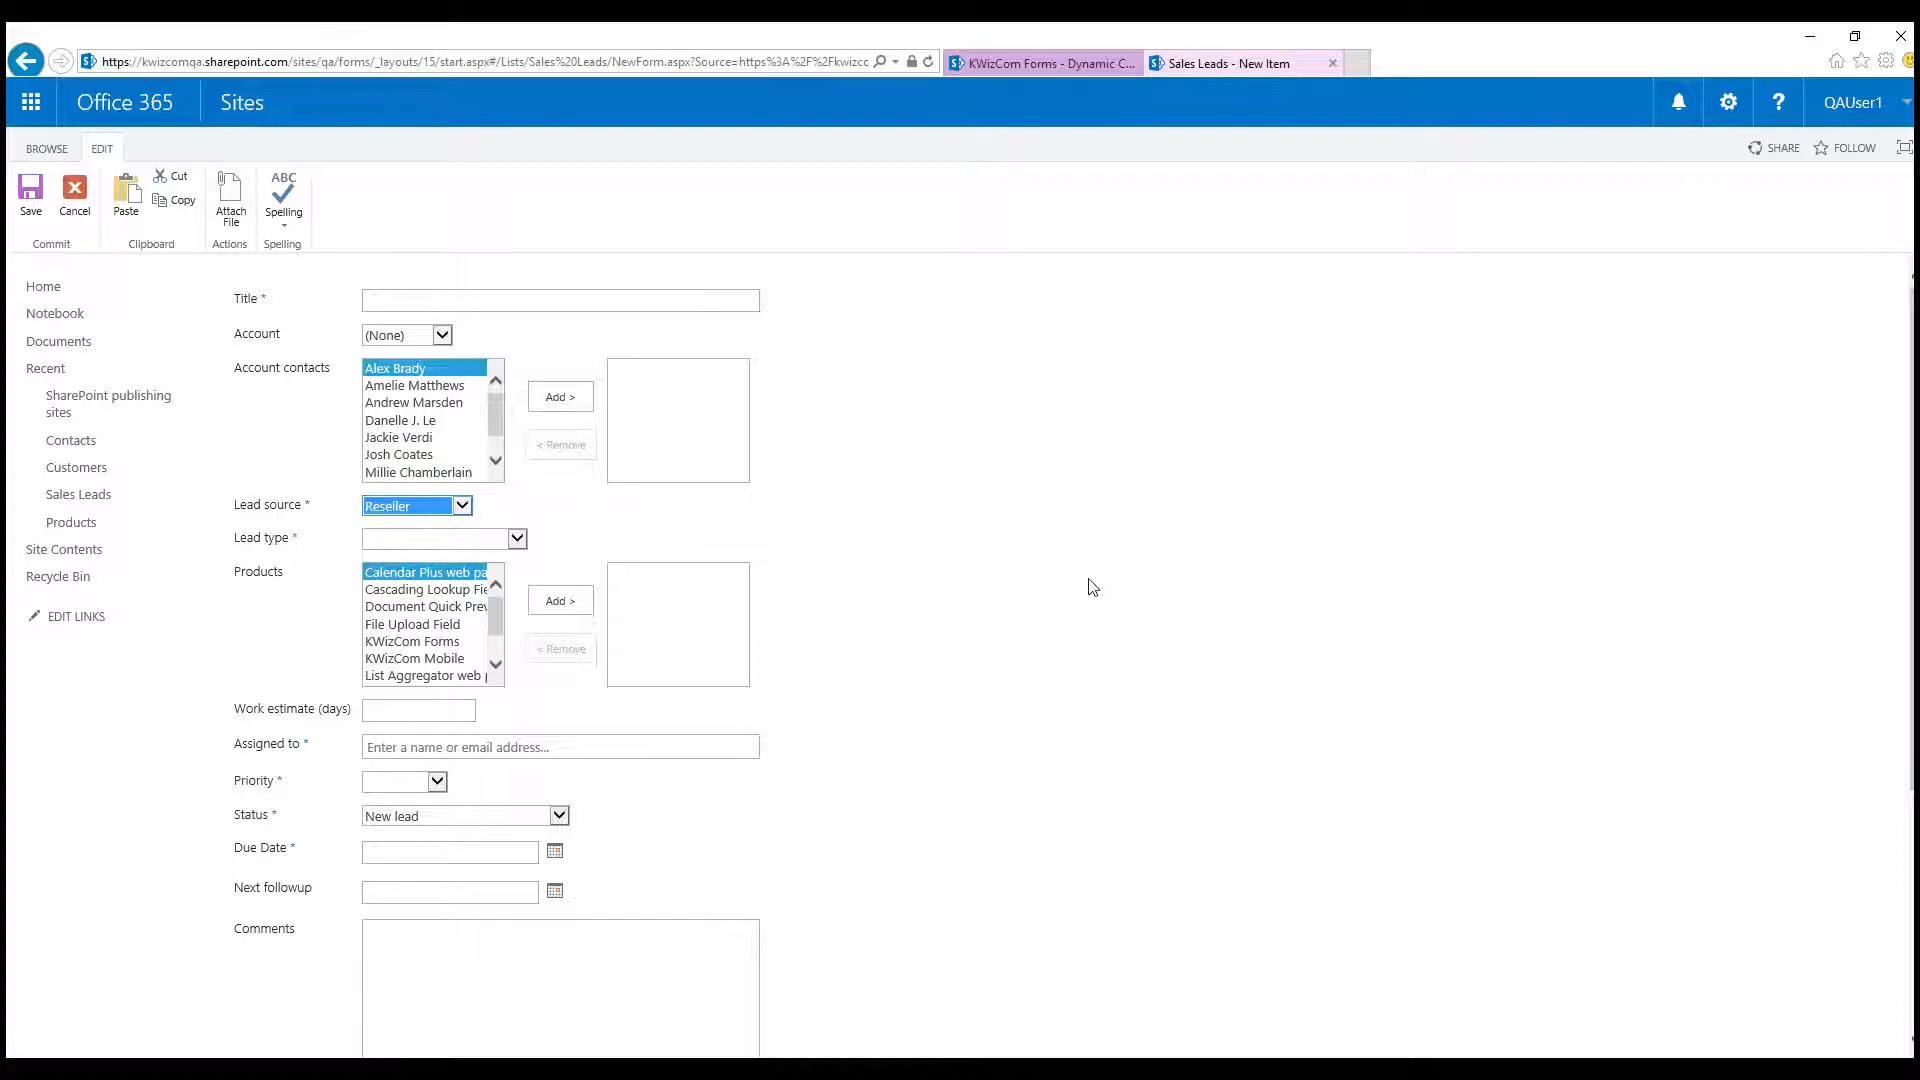 https://kwizcomqa.sharepoint.com/sites/qa/forms/_layouts/15/start.aspx#/Lists/Sales%20Leads/NewForm.aspx?Source=https%3A%2F%2Fkwizcc
KWizCom Forms - Dynamic C...
Sales Leads - New Item
Office 365
Sites
QAUser1
BROWSE
EDIT
SHARE
FOLLOW
Save
Cancel
Paste
Cut
Copy
Attach File
ABC
Spelling
Commit
Clipboard
Actions
Spelling
Home
Notebook
Documents
Recent
SharePoint publishing
sites
Contacts
Customers
Sales Leads
Products
Site Contents
Recycle Bin
EDIT LINKS
Title *
Account
(None)
Account contacts
Alex Brady
Amelie Matthews
Andrew Marsden
Danelle J. Le
Jackie Verdi
Josh Coates
Millie Chamberlain
Add >
< Remove
Lead source *
Reseller
Lead type *
Products
Calendar Plus web pa
Cascading Lookup Fie
Document Quick Prev
File Upload Field
KWizCom Forms
KWizCom Mobile
List Aggregator web p
Add >
< Remove
Work estimate (days)
Assigned to *
Enter a name or email address...
Priority *
Status *
New lead
Due Date *
Next followup
Comments